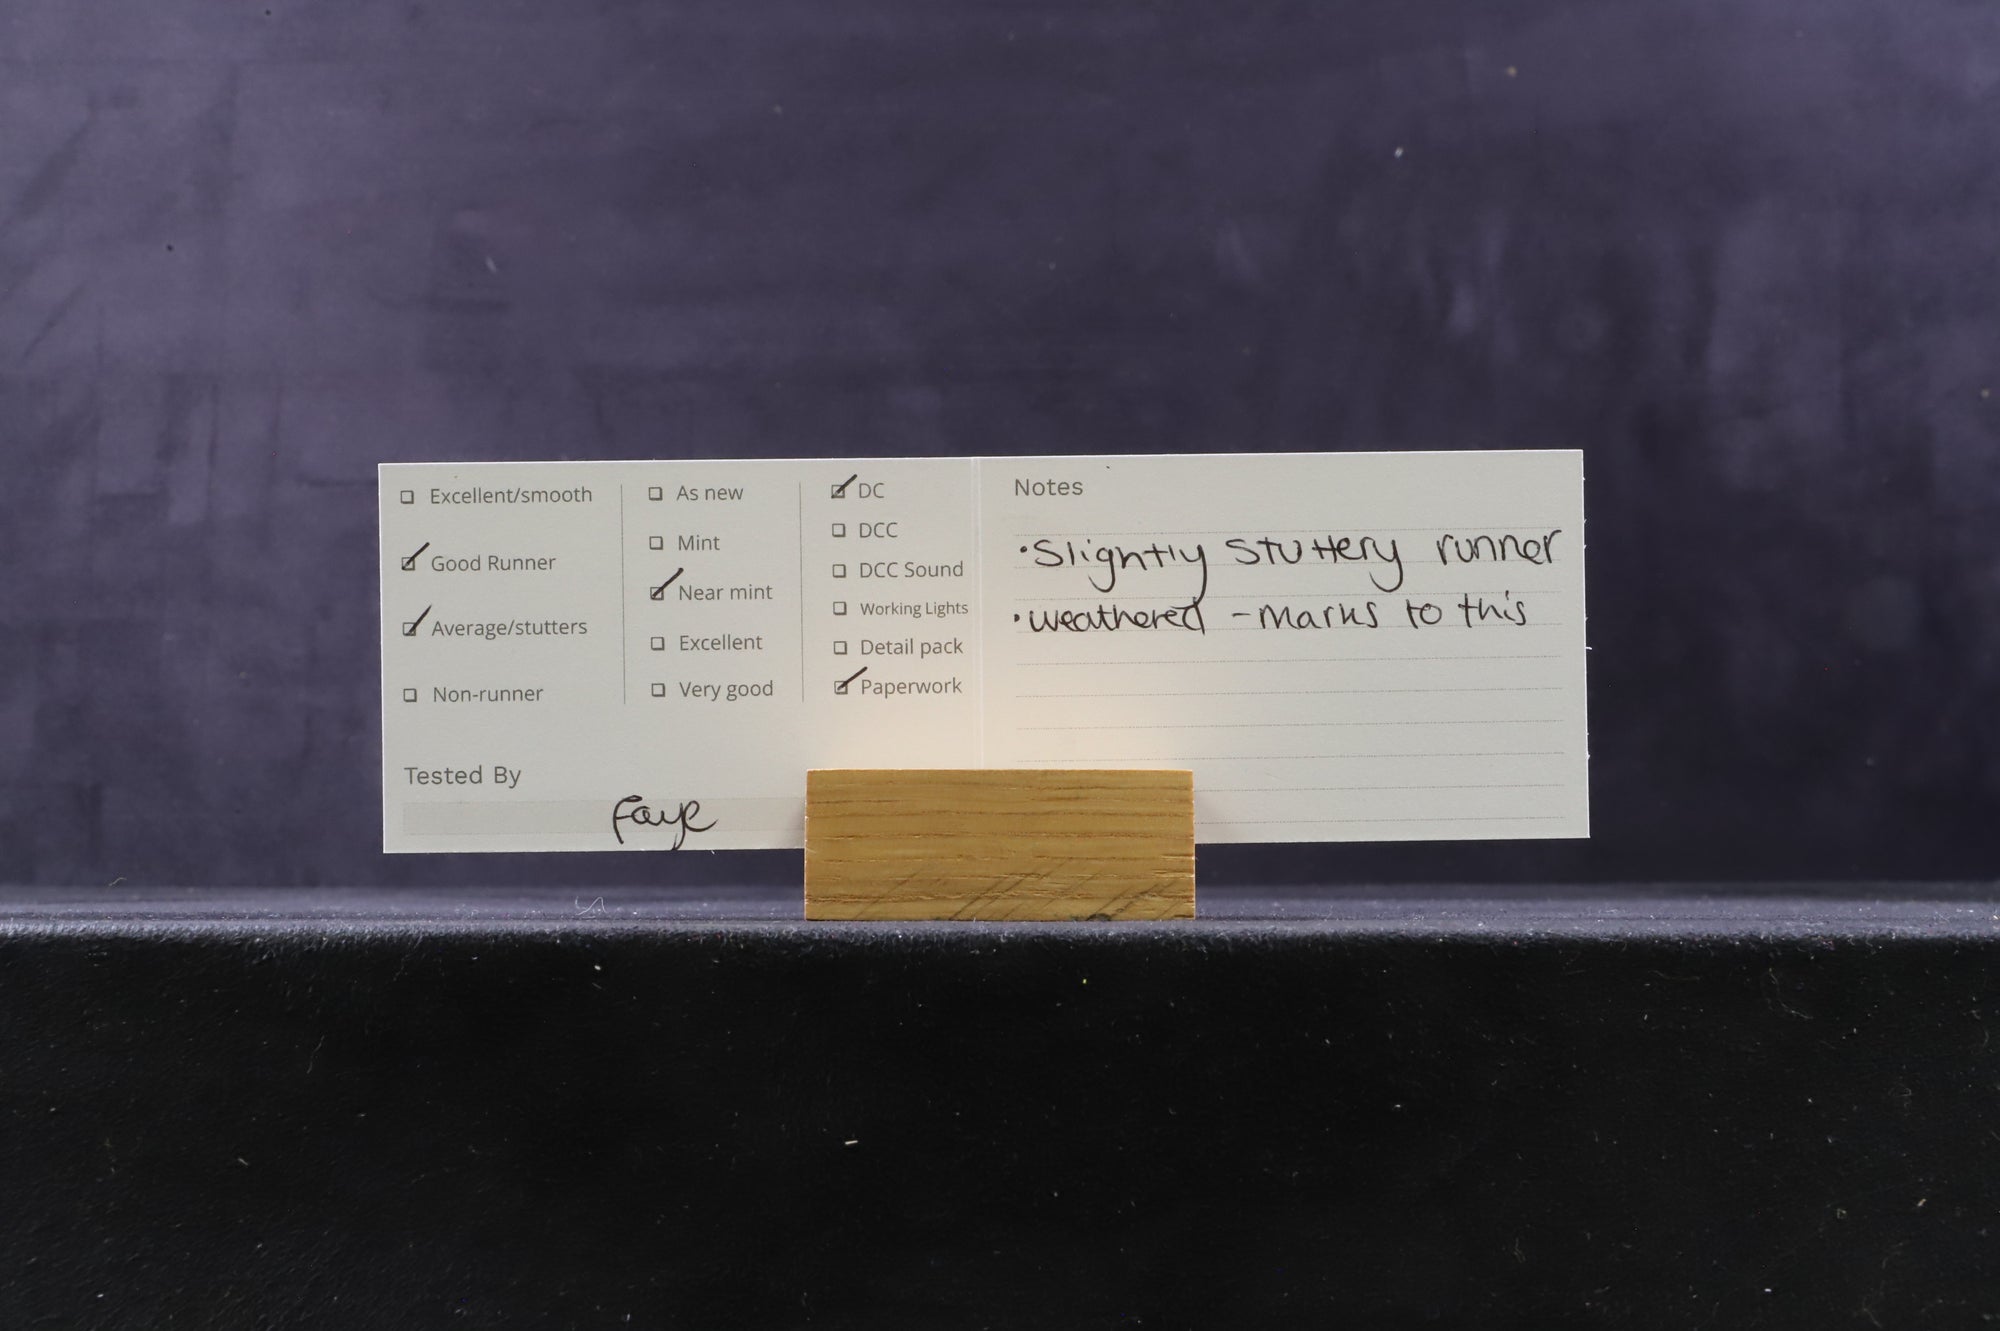 ☐ Excellent/smooth
☑ Good Runner
☑ Average/stutters
☐ Non-runner
☐ As new
☐ Mint
☑ Near mint
☐ Excellent
☐ Very good
☑ DC
☐ DCC
☐ DCC Sound
☐ Working Lights
☐ Detail pack
☑ Paperwork
Tested By
Faye
Notes
• Slightly stuttery runner
• weathered - marks to this